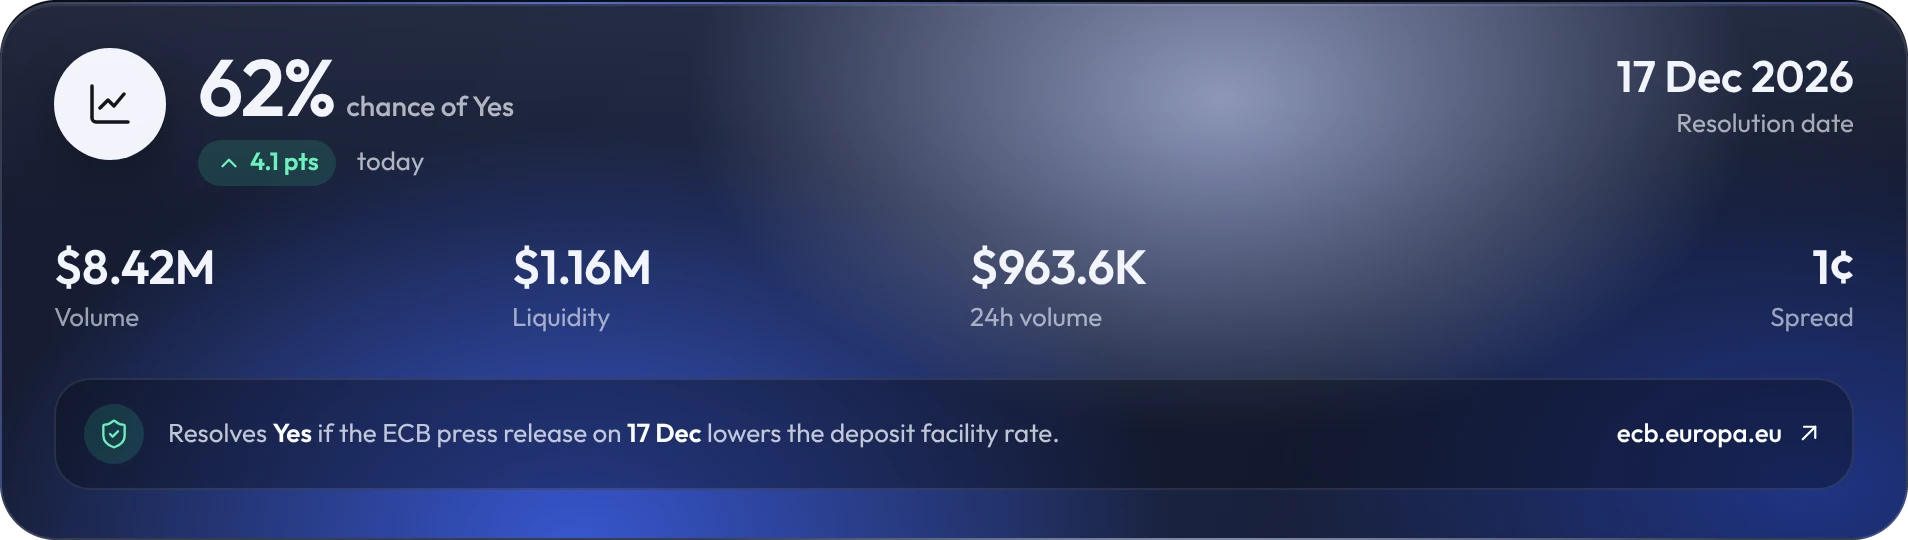 62% chance of Yes
4.1 pts today
17 Dec 2026
Resolution date
$8.42M
Volume
$1.16M
Liquidity
$963.6K
24h volume
1¢
Spread
Resolves Yes if the ECB press release on 17 Dec lowers the deposit facility rate.
ecb.europa.eu